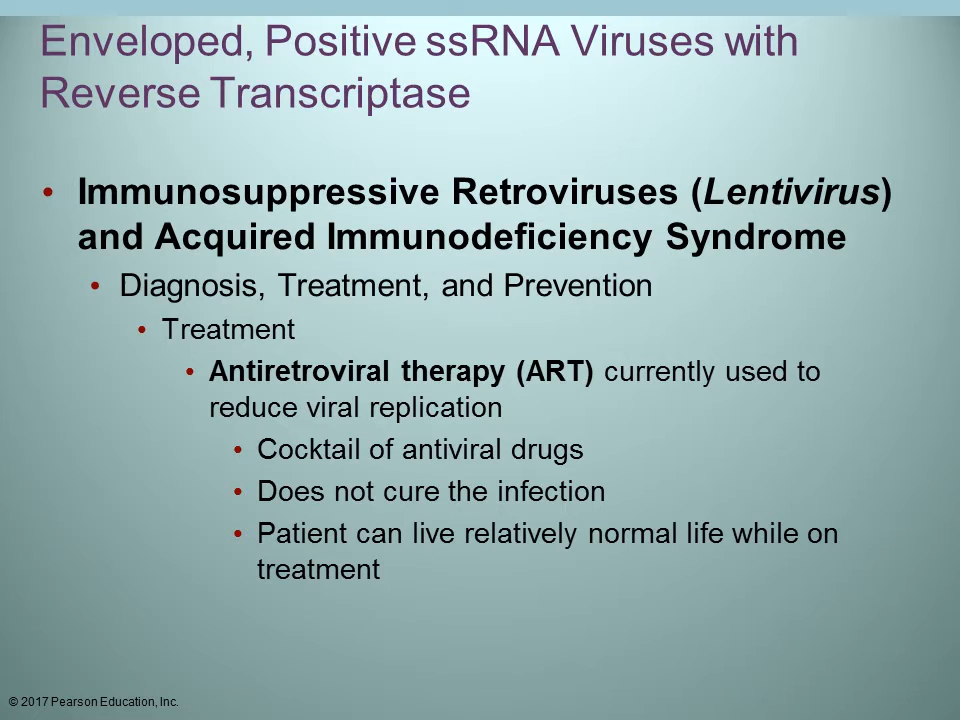 Enveloped, Positive ssRNA Viruses with
Reverse Transcriptase
• Immunosuppressive Retroviruses (Lentivirus)
and Acquired Immunodeficiency Syndrome
• Diagnosis, Treatment, and Prevention
• Treatment
• Antiretroviral therapy (ART) currently used to
reduce viral replication
• Cocktail of antiviral drugs
• Does not cure the infection
• Patient can live relatively normal life while on
treatment
© 2017 Pearson Education, Inc.